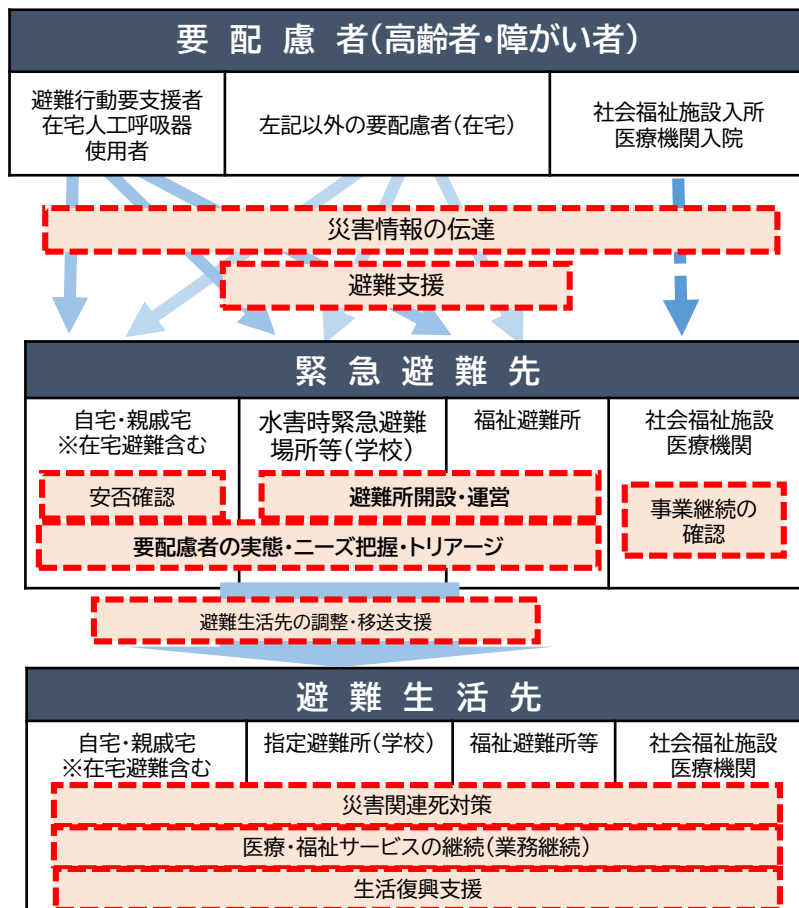 要配慮者(高齢者・障がい者)
避難行動要支援者
在宅人工呼吸器
使用者
左記以外の要配慮者(在宅)
社会福祉施設入所
医療機関入院
災害情報の伝達
避難支援
緊急避難先
自宅・親戚宅
※在宅避難含む
水害時緊急避難
場所等(学校)
福祉避難所
社会福祉施設
医療機関
安否確認
避難所開設・運営
事業継続の
確認
要配慮者の実態・ニーズ把握・トリアージ
避難生活先の調整・移送支援
避難生活先
自宅・親戚宅
※在宅避難含む
指定避難所(学校)
福祉避難所等
社会福祉施設
医療機関
災害関連死対策
医療・福祉サービスの継続(業務継続)
生活復興支援